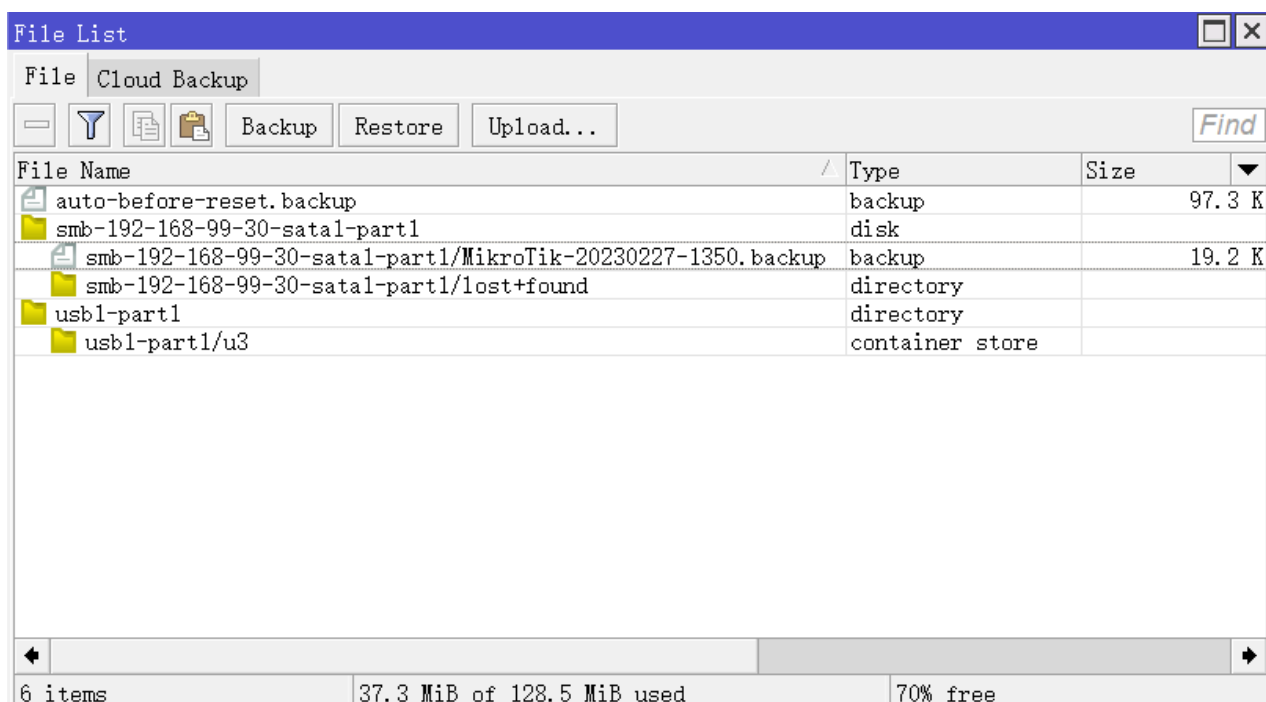 File List
File Cloud Backup
Backup Restore Upload... Find
File Name Type Size
auto-before-reset.backup backup 97.3 K
smb-192-168-99-30-sata1-part1 disk
smb-192-168-99-30-sata1-part1/MikroTik-20230227-1350.backup backup 19.2 K
smb-192-168-99-30-sata1-part1/lost+found directory
usb1-part1 directory
usb1-part1/u3 container store
6 items 37.3 MiB of 128.5 MiB used 70% free